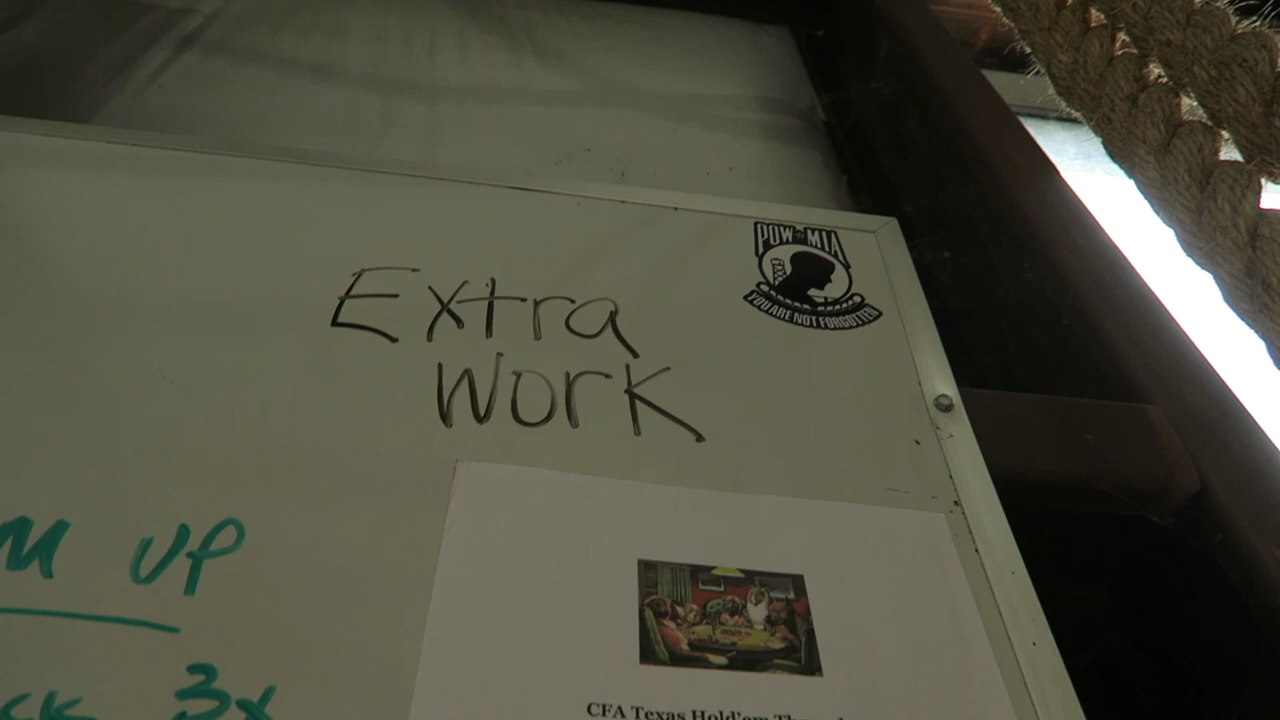 POW MIA
YOU ARE NOT FORGOTTEN
Extra
Work
UP
3x
CFA Texas Hold'em